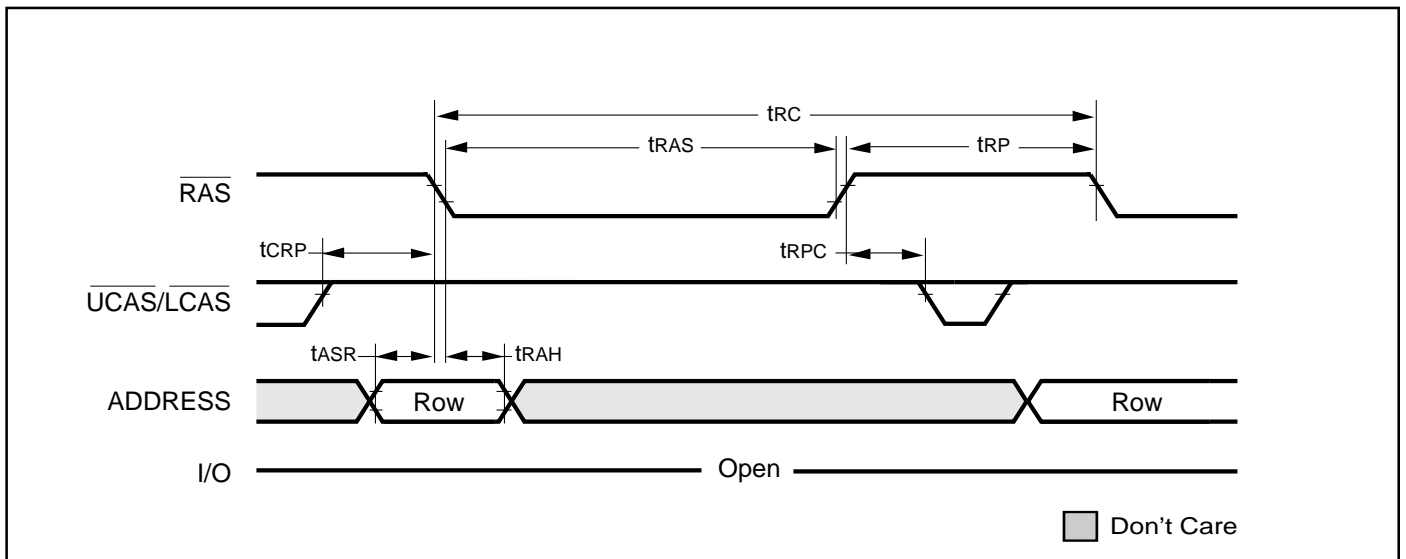 tRC
tRAS
tRP
RAS
tCRP
tRPC
UCAS/LCAS
tASR
tRAH
ADDRESS
Row
Row
I/O
Open
Don't Care